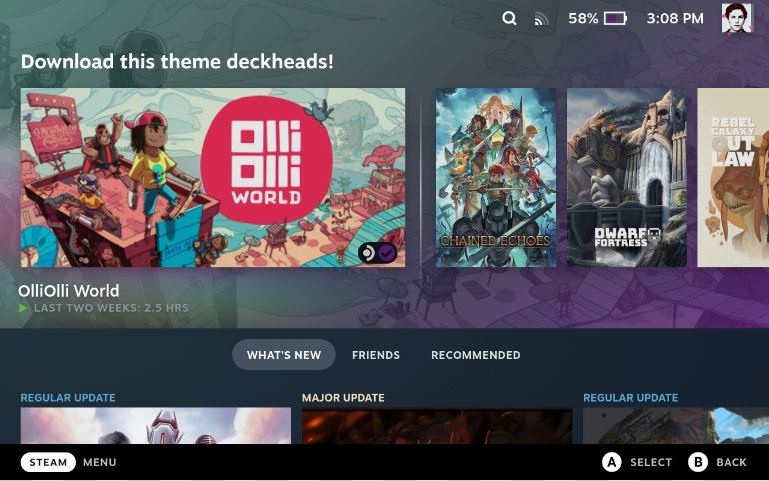 58% 3:08 PM
Download this theme deckheads!
Olli
Olli
WORLD
CHAINED ECHOES
DWARF
FORTRESS
REBEL
GALAXY
OUT
LAW
OlliOlli World
LAST TWO WEEKS: 2.5 HRS
WHAT'S NEW FRIENDS RECOMMENDED
REGULAR UPDATE MAJOR UPDATE REGULAR UPDATE
STEAM MENU A SELECT B BACK